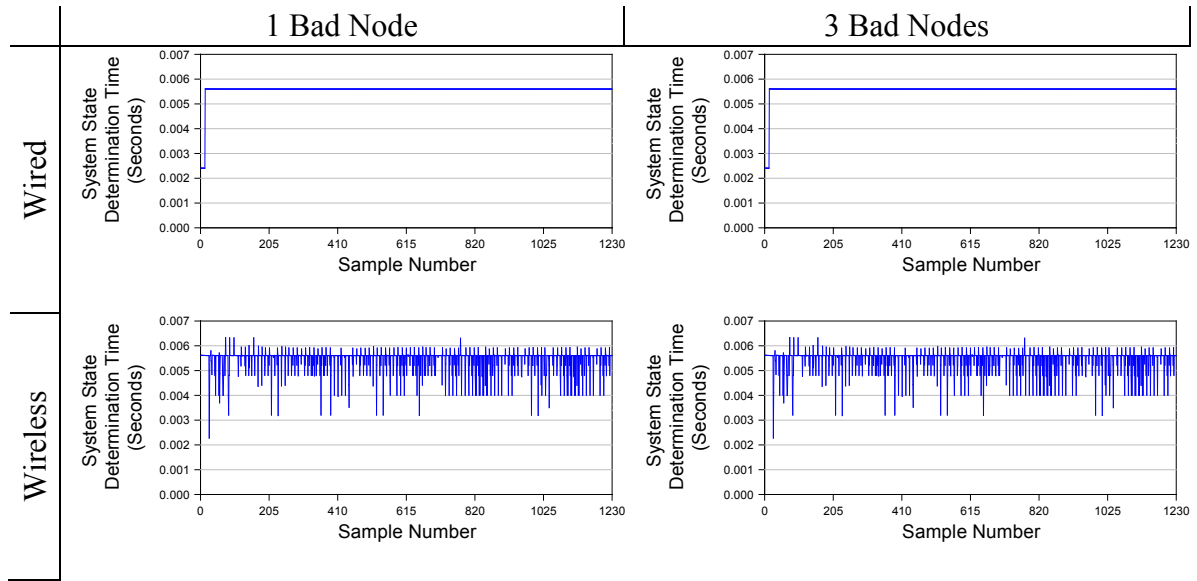 1 Bad Node
3 Bad Nodes
Wired
System State
Determination Time
(Seconds)
0.007
0.006
0.005
0.004
0.003
0.002
0.001
0.000
0 205 410 615 820 1025 1230
Sample Number
System State
Determination Time
(Seconds)
0.007
0.006
0.005
0.004
0.003
0.002
0.001
0.000
0 205 410 615 820 1025 1230
Sample Number
Wireless
System State
Determination Time
(Seconds)
0.007
0.006
0.005
0.004
0.003
0.002
0.001
0.000
0 205 410 615 820 1025 1230
Sample Number
System State
Determination Time
(Seconds)
0.007
0.006
0.005
0.004
0.003
0.002
0.001
0.000
0 205 410 615 820 1025 1230
Sample Number